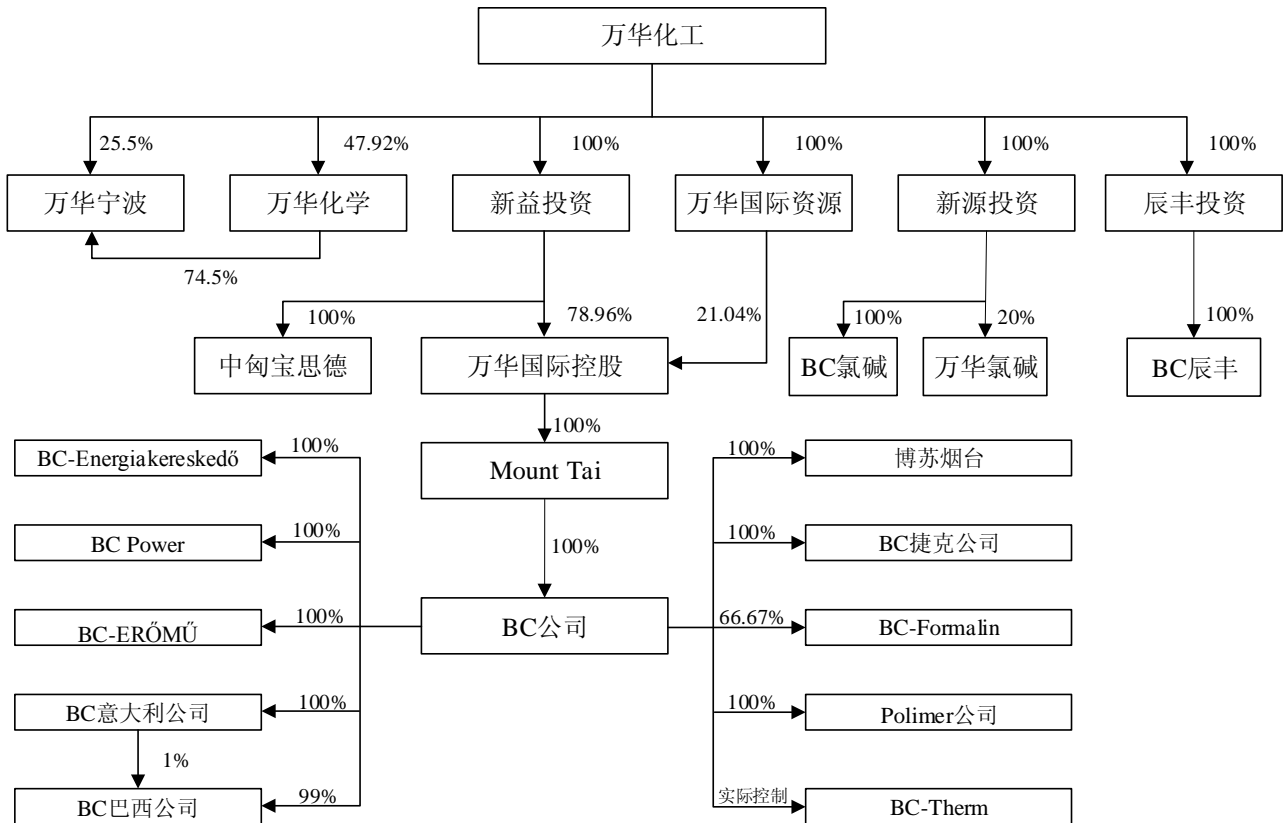 万华化工
25.5%
47.92%
100%
100%
100%
100%
万华宁波
万华化学
新益投资
万华国际资源
新源投资
辰丰投资
74.5%
100%
78.96%
21.04%
100%
20%
100%
中匈宝思德
万华国际控股
BC氯碱
万华氯碱
BC辰丰
100%
BC-Energiakereskedő
100%
Mount Tai
100%
博苏烟台
BC Power
100%
100%
100%
BC捷克公司
BC-ERŐMŰ
100%
BC公司
66.67%
BC-Formalin
BC意大利公司
100%
100%
Polimer公司
1%
BC巴西公司
99%
实际控制
BC-Therm